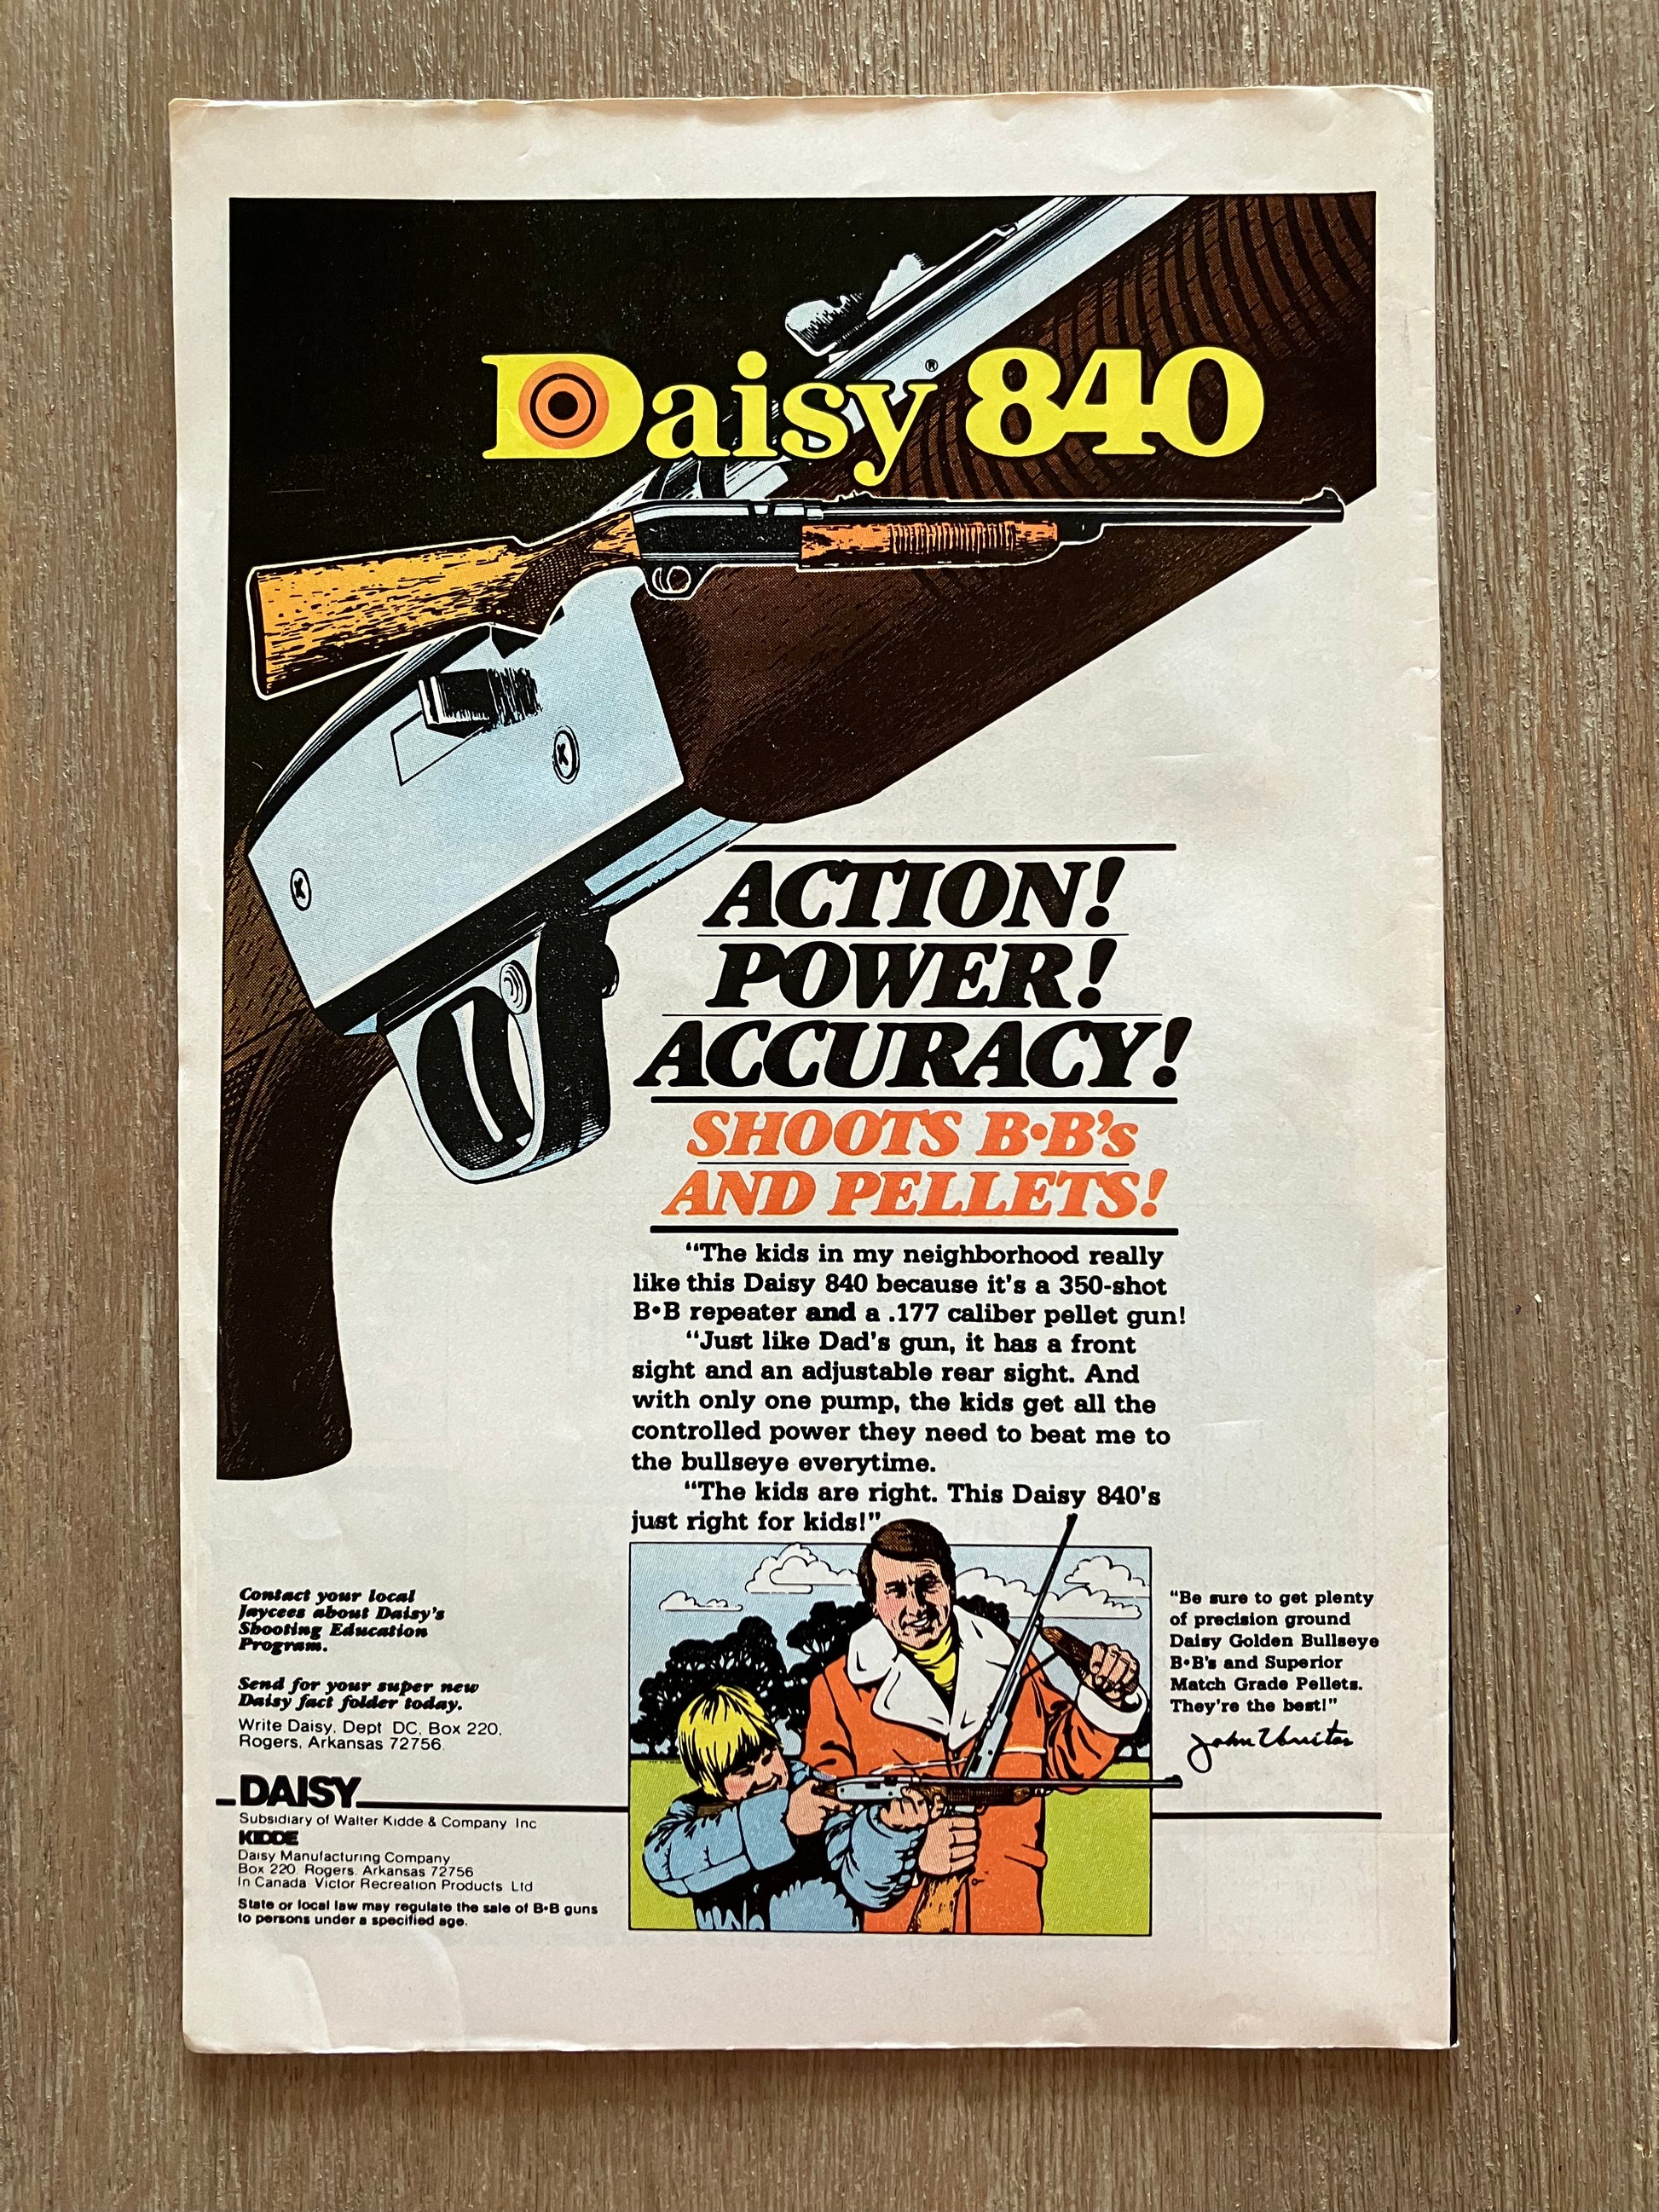 Daisy® 840
ACTION!
POWER!
ACCURACY!
SHOOTS B•B's
AND PELLETS!
"The kids in my neighborhood really
like this Daisy 840 because it's a 350-shot
B•B repeater and a .177 caliber pellet gun!
"Just like Dad's gun, it has a front
sight and an adjustable rear sight. And
with only one pump, the kids get all the
controlled power they need to beat me to
the bullseye everytime.
"The kids are right. This Daisy 840's
just right for kids!"
Contact your local
Jaycees about Daisy's
Shooting Education
Program.
Send for your super new
Daisy fact folder today.
Write Daisy, Dept DC, Box 220,
Rogers, Arkansas 72756.
DAISY
Subsidiary of Walter Kidde & Company Inc
KIDDE
Daisy Manufacturing Company
Box 220, Rogers, Arkansas 72756
In Canada Victor Recreation Products Ltd
State or local law may regulate the sale of B•B guns
to persons under a specified age.
"Be sure to get plenty
of precision ground
Daisy Golden Bullseye
B•B's and Superior
Match Grade Pellets.
They're the best!"